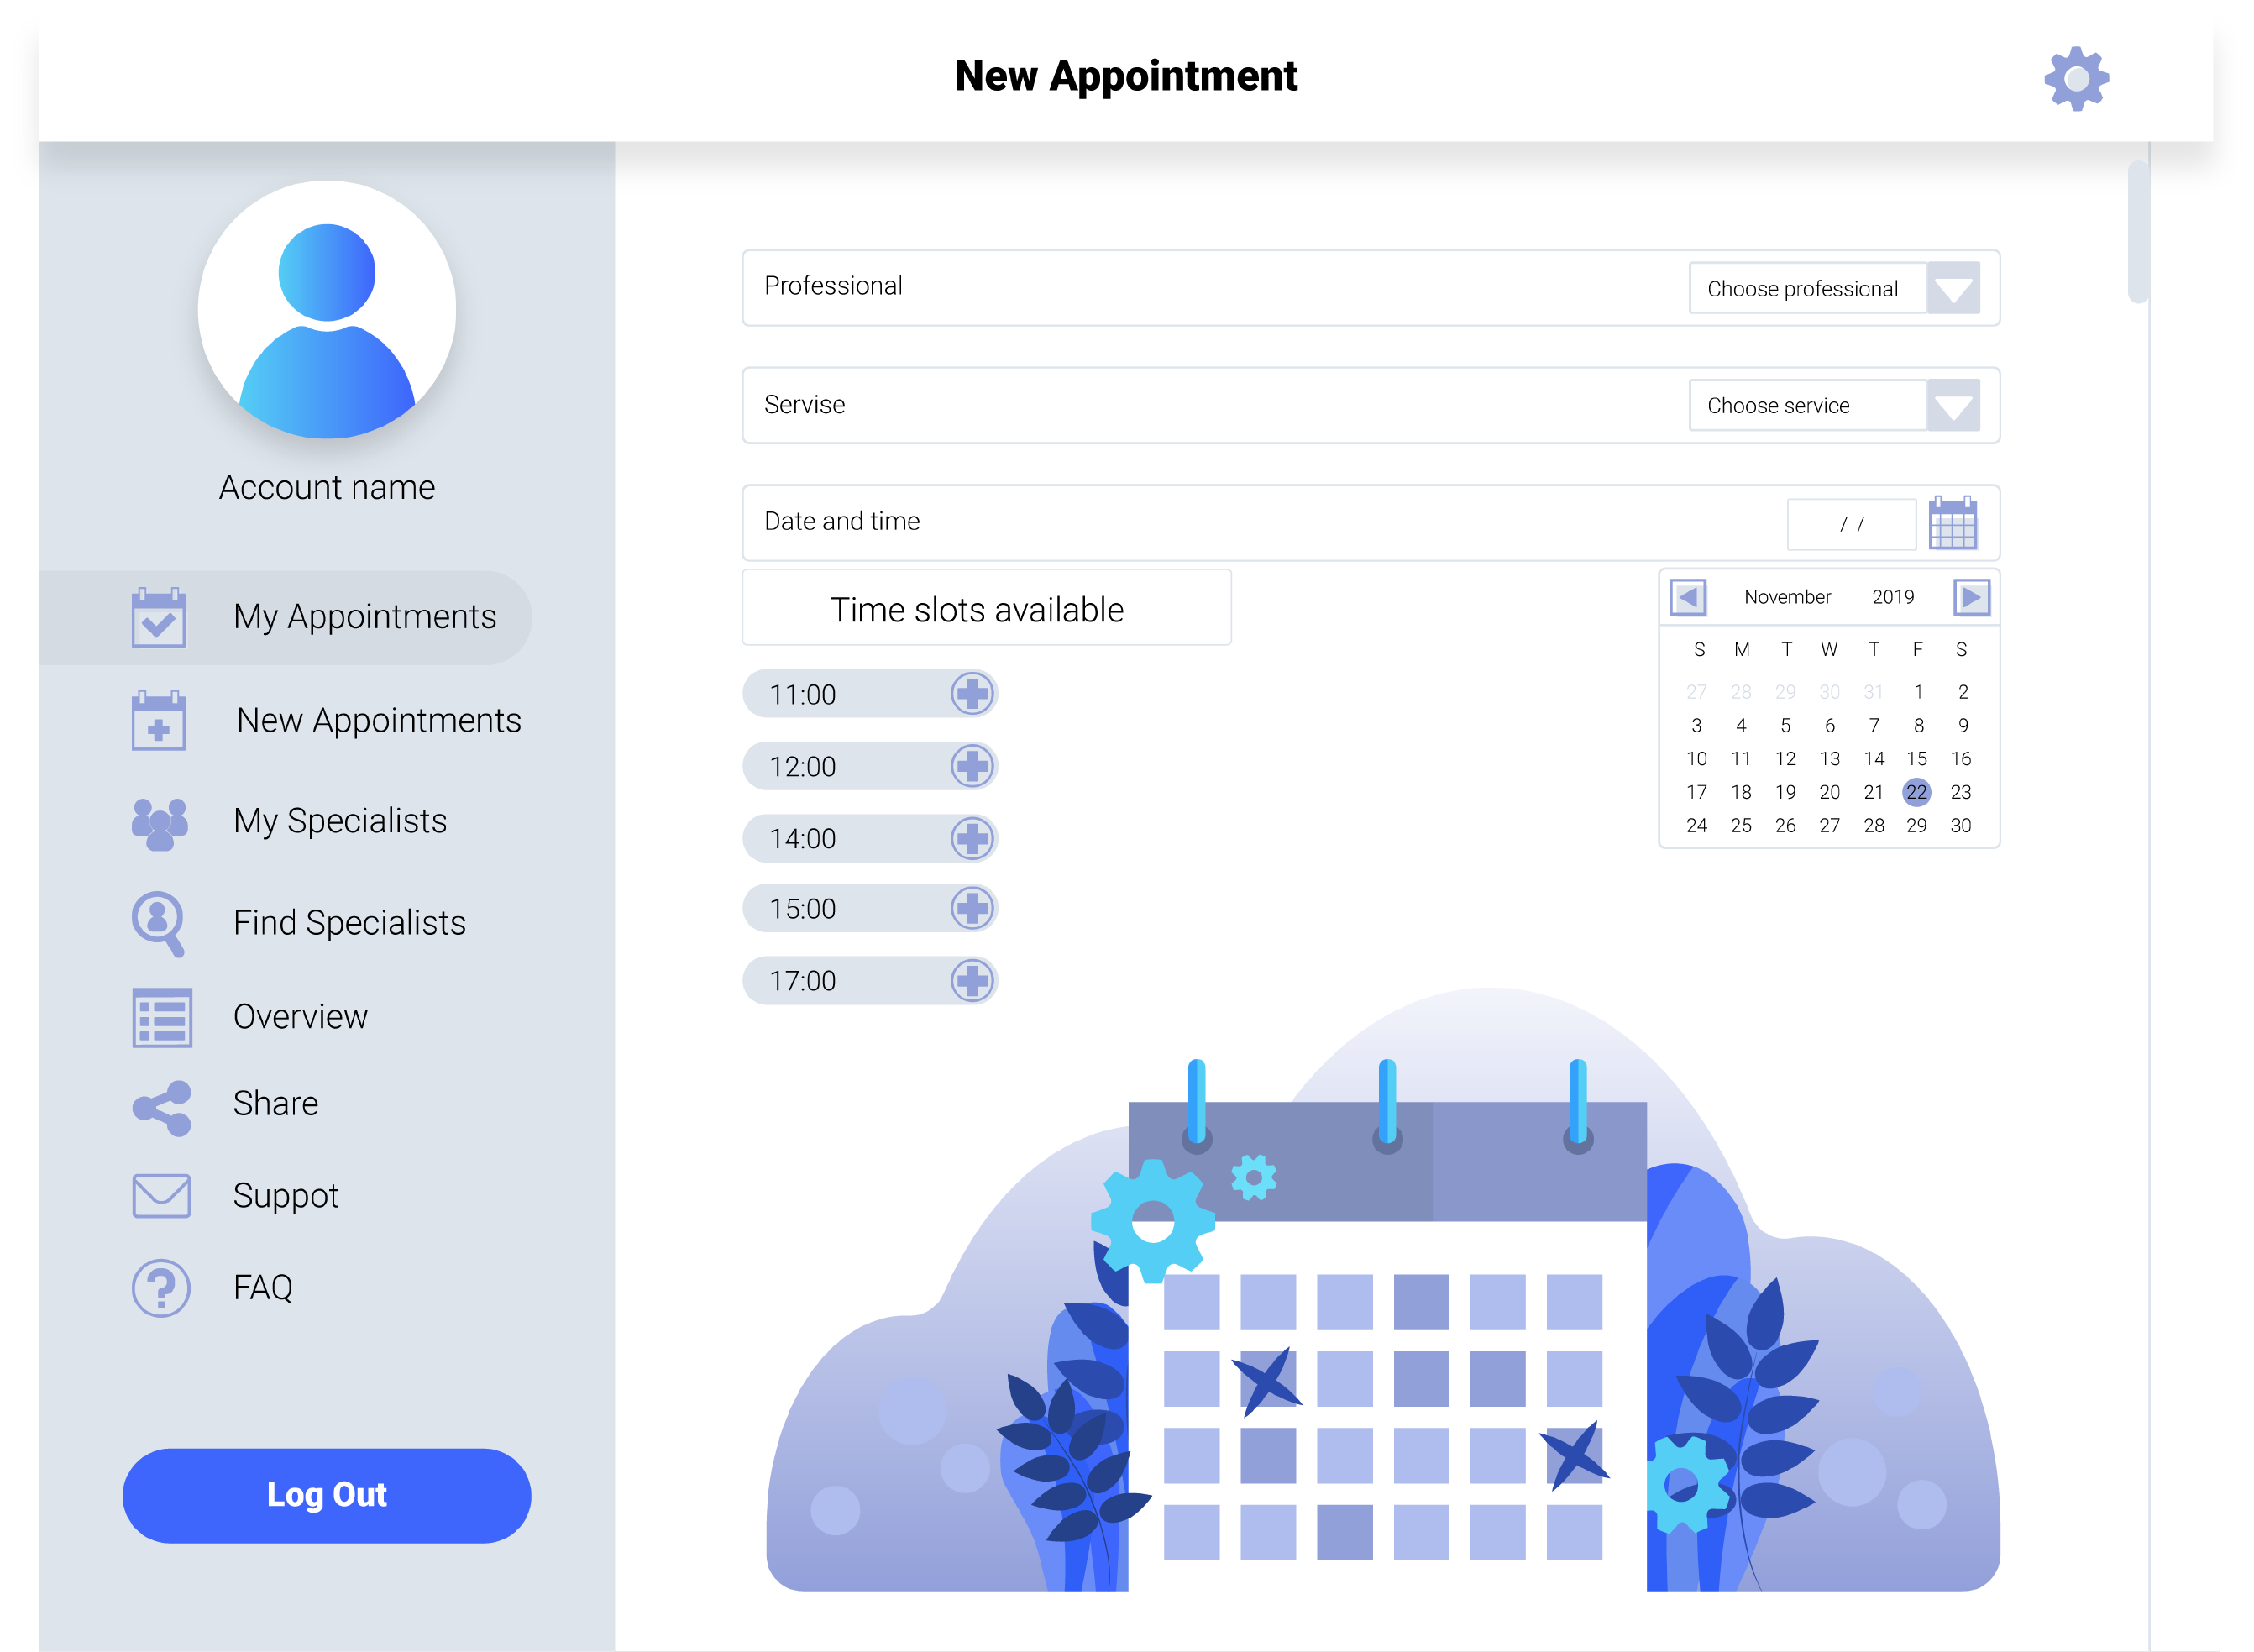 New Appointment
Account name
My Appointments
New Appointments
My Specialists
Find Specialists
Overview
Share
Suppot
FAQ
Log Out
Professional
Choose professional
Servise
Choose service
Date and time
/ /
Time slots available
11:00
12:00
14:00
15:00
17:00
November 2019
S M T W T F S
27 28 29 30 31 1 2
3 4 5 6 7 8 9
10 11 12 13 14 15 16
17 18 19 20 21 22 23
24 25 26 27 28 29 30